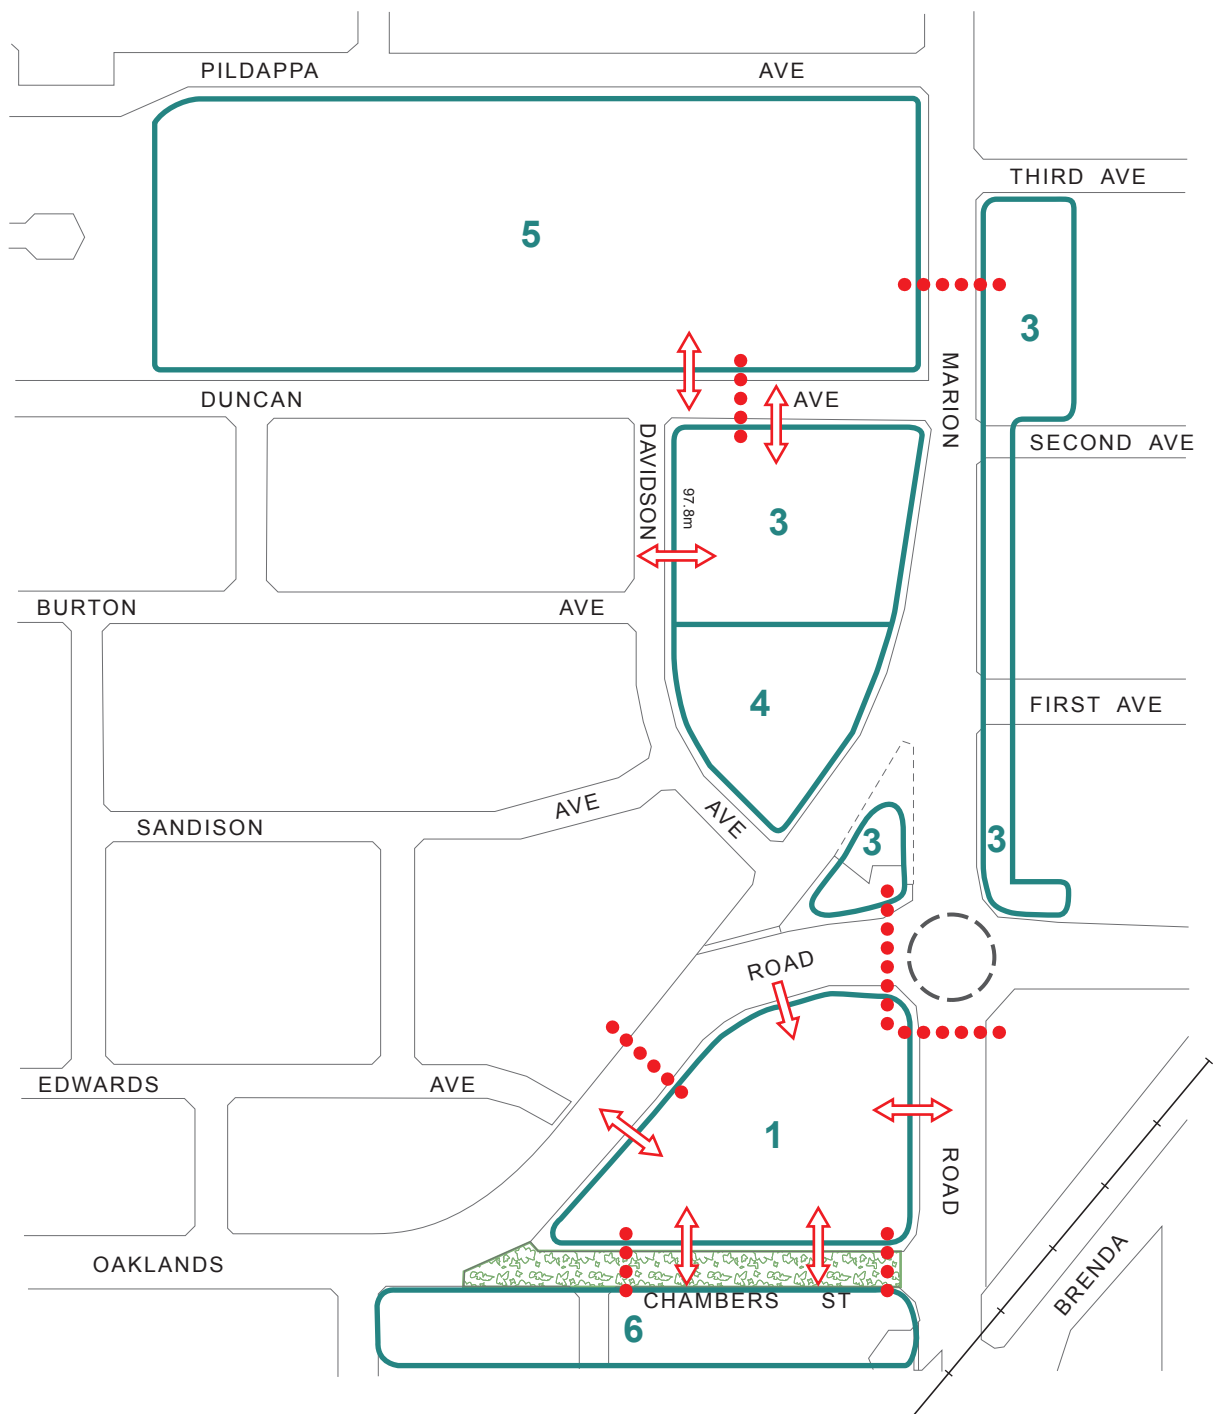 PILDAPPA AVE
THIRD AVE
5
3
MARION
DUNCAN AVE
DAVIDSON
SECOND AVE
97.8m
3
BURTON AVE
4
FIRST AVE
AVE
AVE
SANDISON
3
3
ROAD
EDWARDS AVE
1
ROAD
OAKLANDS
BRENDA
CHAMBERS ST
6